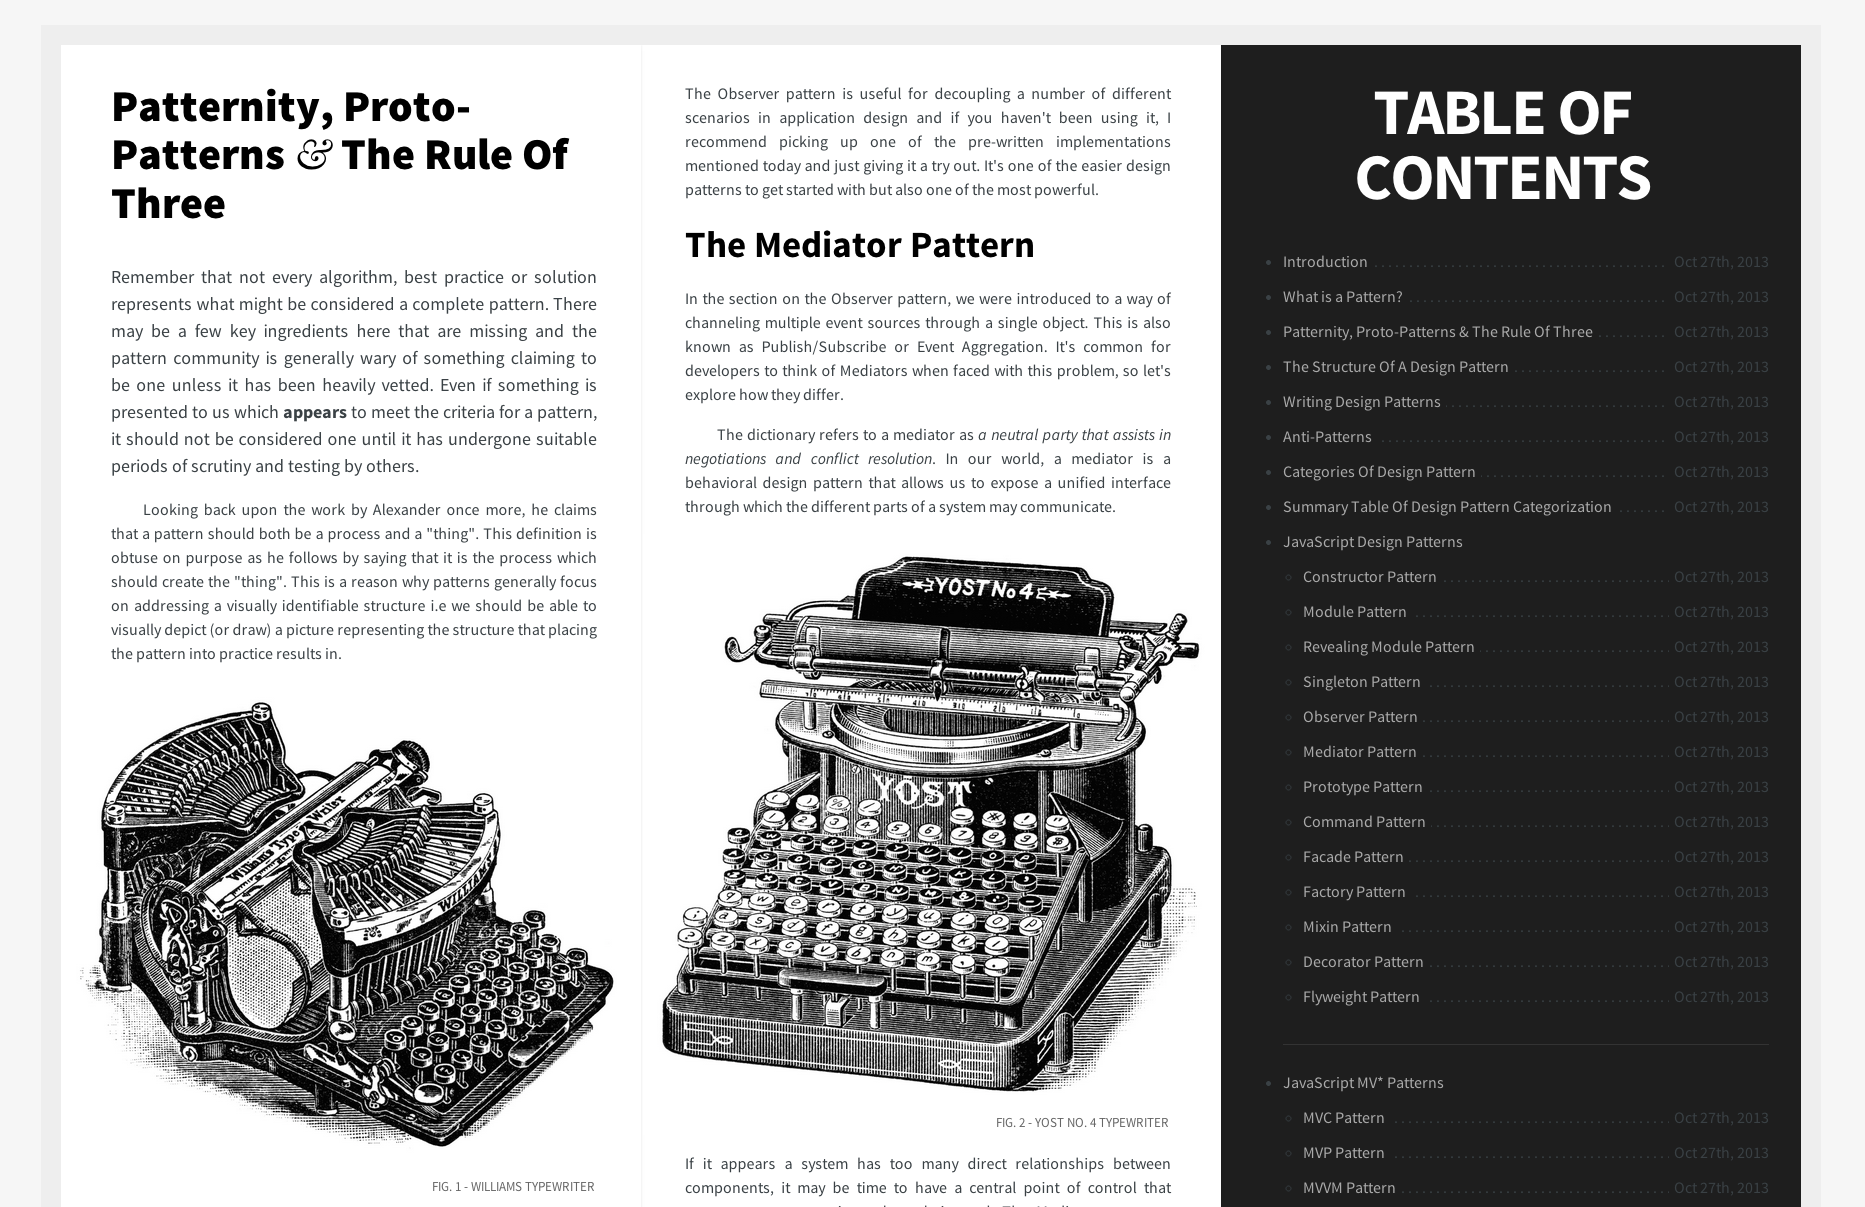 Patternity, Proto-
Patterns & The Rule Of
Three
Remember that not every algorithm, best practice or solution
represents what might be considered a complete pattern. There
may be a few key ingredients here that are missing and the
pattern community is generally wary of something claiming to
be one unless it has been heavily vetted. Even if something is
presented to us which appears to meet the criteria for a pattern,
it should not be considered one until it has undergone suitable
periods of scrutiny and testing by others.
Looking back upon the work by Alexander once more, he claims
that a pattern should both be a process and a "thing". This definition is
obtuse on purpose as he follows by saying that it is the process which
should create the "thing". This is a reason why patterns generally focus
on addressing a visually identifiable structure i.e we should be able to
visually depict (or draw) a picture representing the structure that placing
the pattern into practice results in.
Williams Type Writer
FIG. 1 - WILLIAMS TYPEWRITER
The Observer pattern is useful for decoupling a number of different
scenarios in application design and if you haven't been using it, I
recommend picking up one of the pre-written implementations
mentioned today and just giving it a try out. It's one of the easier design
patterns to get started with but also one of the most powerful.
The Mediator Pattern
In the section on the Observer pattern, we were introduced to a way of
channeling multiple event sources through a single object. This is also
known as Publish/Subscribe or Event Aggregation. It's common for
developers to think of Mediators when faced with this problem, so let's
explore how they differ.
The dictionary refers to a mediator as a neutral party that assists in
negotiations and conflict resolution. In our world, a mediator is a
behavioral design pattern that allows us to expose a unified interface
through which the different parts of a system may communicate.
YOST No 4
YOST
FIG. 2 - YOST NO. 4 TYPEWRITER
If it appears a system has too many direct relationships between
components, it may be time to have a central point of control that
TABLE OF
CONTENTS
Introduction Oct 27th, 2013
What is a Pattern? Oct 27th, 2013
Patternity, Proto-Patterns & The Rule Of Three Oct 27th, 2013
The Structure Of A Design Pattern Oct 27th, 2013
Writing Design Patterns Oct 27th, 2013
Anti-Patterns Oct 27th, 2013
Categories Of Design Pattern Oct 27th, 2013
Summary Table Of Design Pattern Categorization Oct 27th, 2013
JavaScript Design Patterns
Constructor Pattern Oct 27th, 2013
Module Pattern Oct 27th, 2013
Revealing Module Pattern Oct 27th, 2013
Singleton Pattern Oct 27th, 2013
Observer Pattern Oct 27th, 2013
Mediator Pattern Oct 27th, 2013
Prototype Pattern Oct 27th, 2013
Command Pattern Oct 27th, 2013
Facade Pattern Oct 27th, 2013
Factory Pattern Oct 27th, 2013
Mixin Pattern Oct 27th, 2013
Decorator Pattern Oct 27th, 2013
Flyweight Pattern Oct 27th, 2013
JavaScript MV* Patterns
MVC Pattern Oct 27th, 2013
MVP Pattern Oct 27th, 2013
MVVM Pattern Oct 27th, 2013